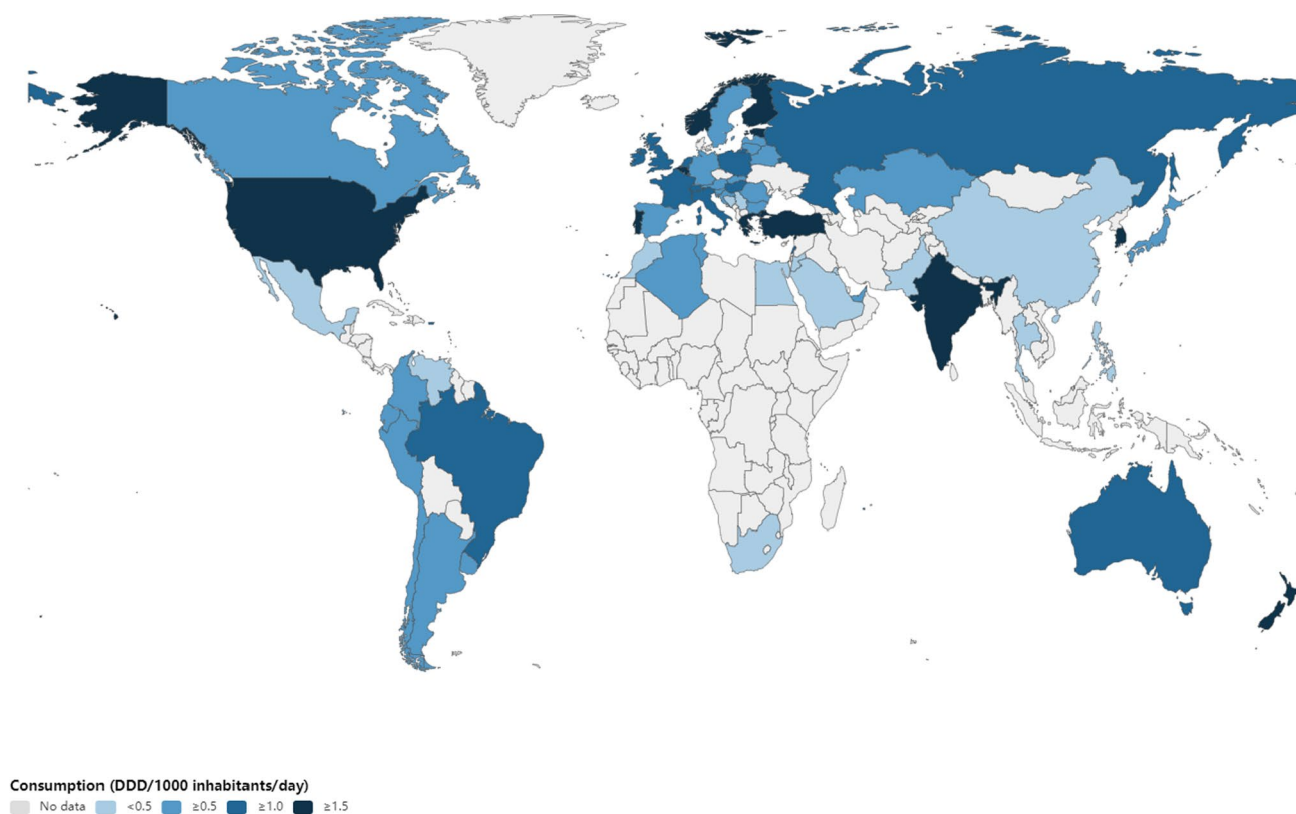 Consumption (DDD/1000 inhabitants/day)
No data <0.5 ≥0.5 ≥1.0 ≥1.5